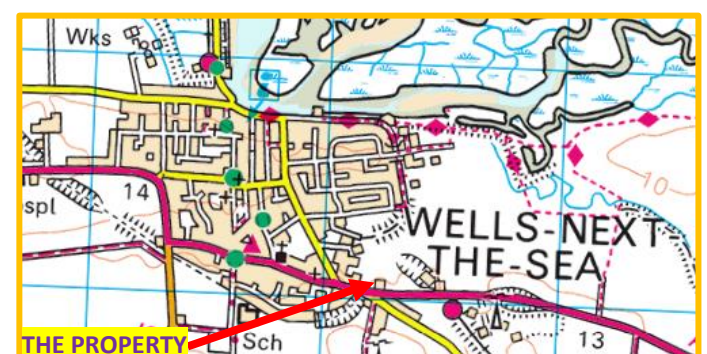 Wks
14
spl
10
WELLS-NEXT-
THE-SEA
THE PROPERTY
Sch
13